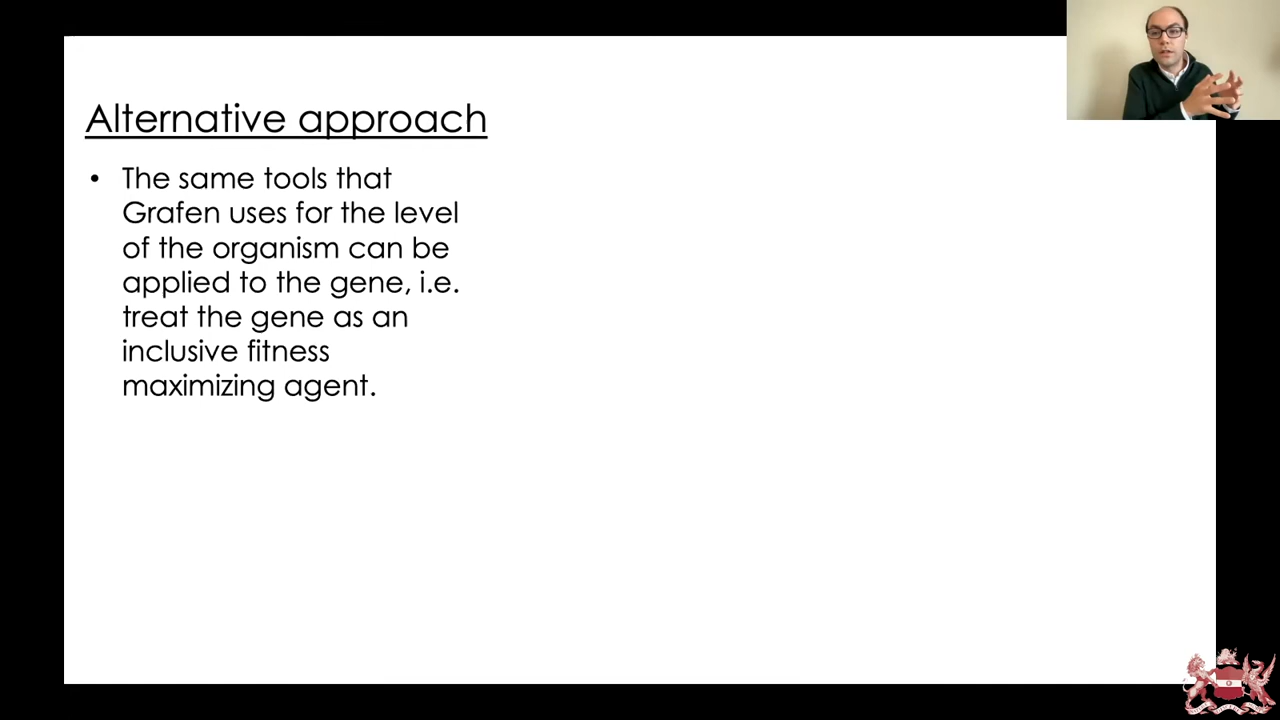 Alternative approach
• The same tools that
Grafen uses for the level
of the organism can be
applied to the gene, i.e.
treat the gene as an
inclusive fitness
maximizing agent.